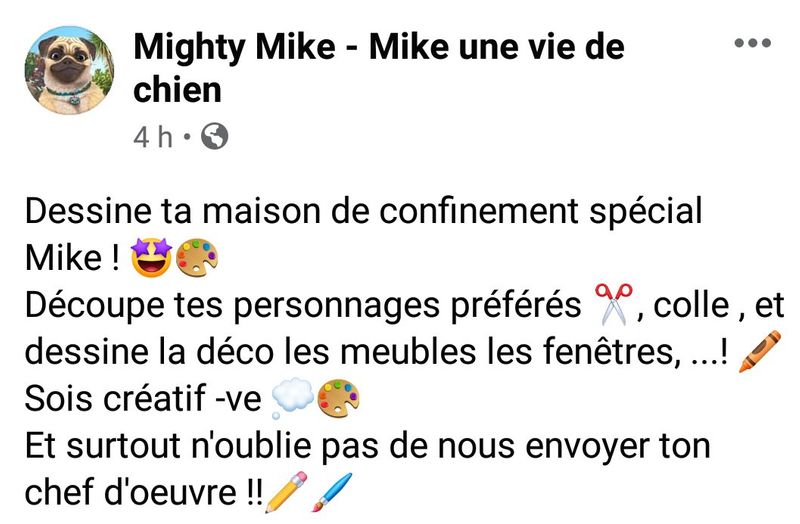 Mighty Mike - Mike une vie de
chien
4 h •
Dessine ta maison de confinement spécial
Mike ! 🤩🎨
Découpe tes personnages préférés ✂️, colle , et
dessine la déco les meubles les fenêtres, ...! 🖍️
Sois créatif -ve 💭🎨
Et surtout n'oublie pas de nous envoyer ton
chef d'oeuvre !!✏️🖌️